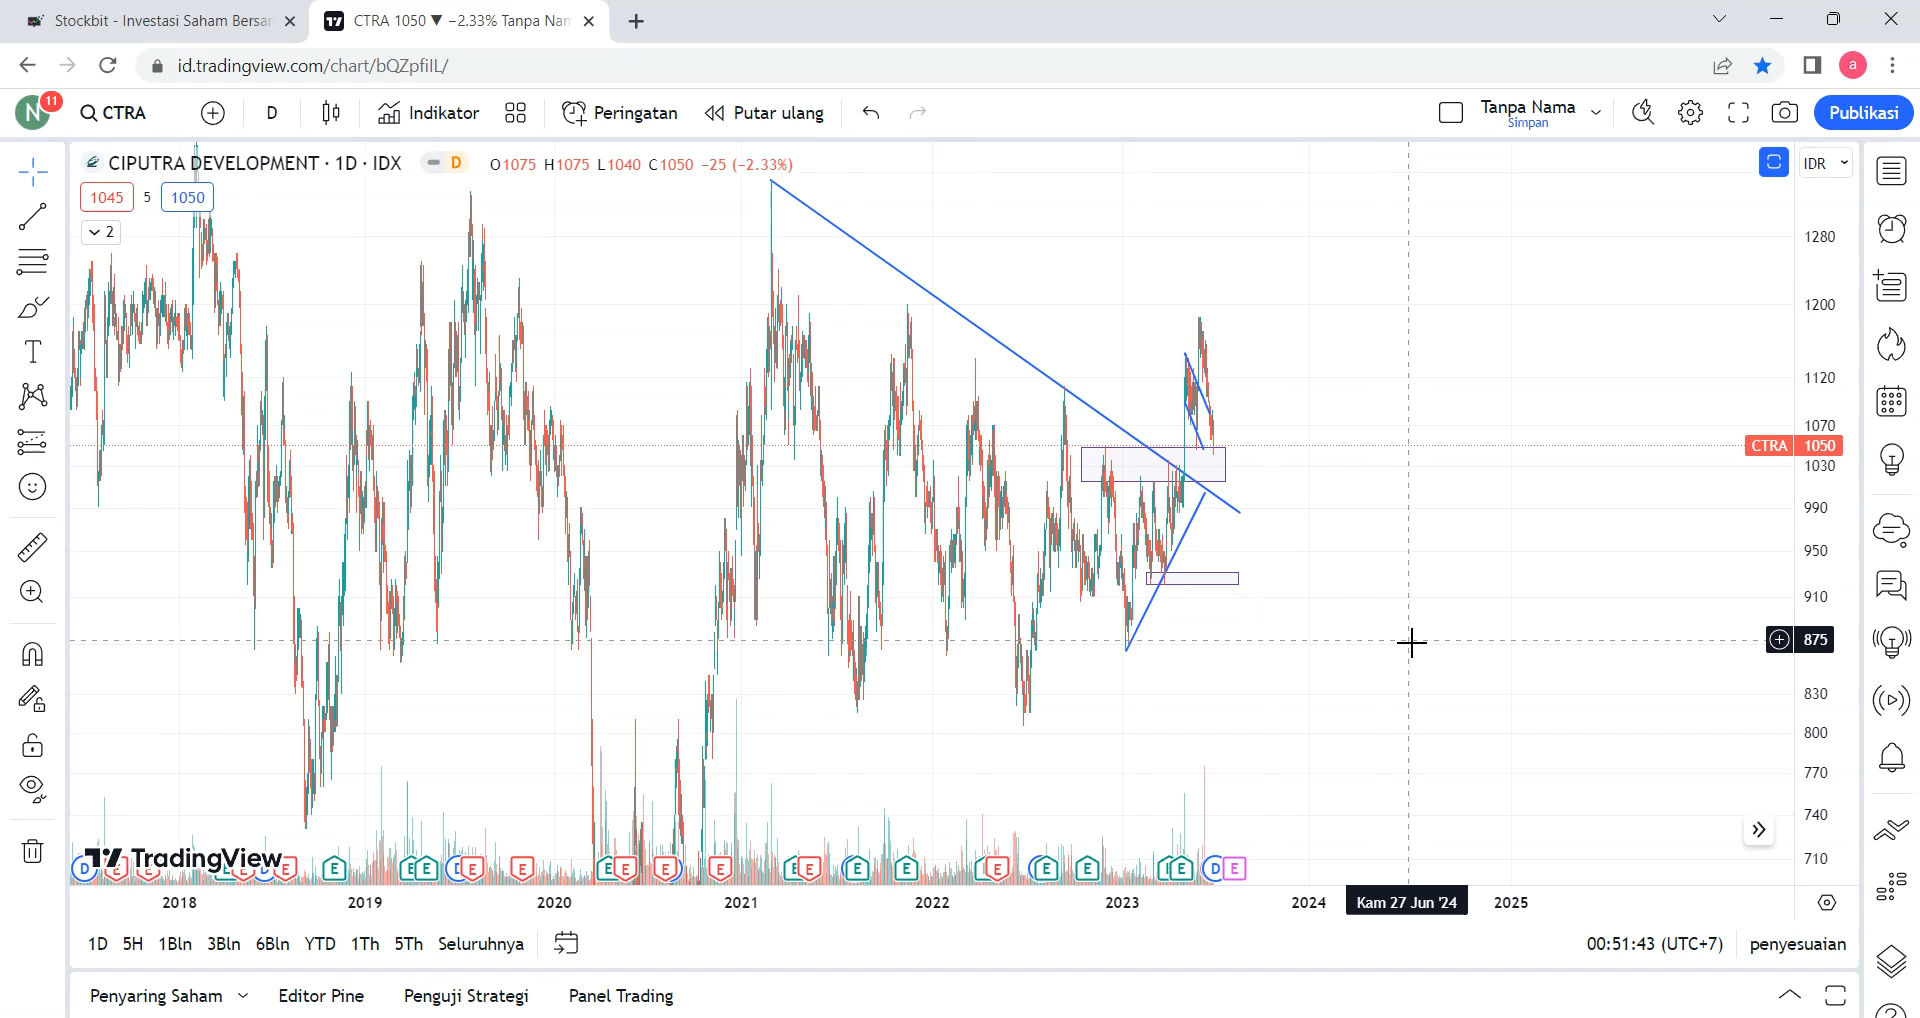 Stockbit - Investasi Saham Bersar
CTRA 1050 ▼ −2.33% Tanpa Nam
id.tradingview.com/chart/bQZpfiIL/
a
N 11
CTRA
D
Indikator
Peringatan
Putar ulang
Tanpa Nama
Simpan
Publikasi
CIPUTRA DEVELOPMENT · 1D · IDX
D
O1075 H1075 L1040 C1050 −25 (−2.33%)
IDR
1045 5 1050
2
1280
1200
1120
1070
CTRA 1050
1030
990
950
910
875
830
800
770
740
710
TradingView
D E E E E D E E E E D E E E E E E E E E E E E E E E D E
2018 2019 2020 2021 2022 2023 2024 Kam 27 Jun '24 2025
1D 5H 1Bln 3Bln 6Bln YTD 1Th 5Th Seluruhnya
00:51:43 (UTC+7) penyesuaian
Penyaring Saham Editor Pine Penguji Strategi Panel Trading